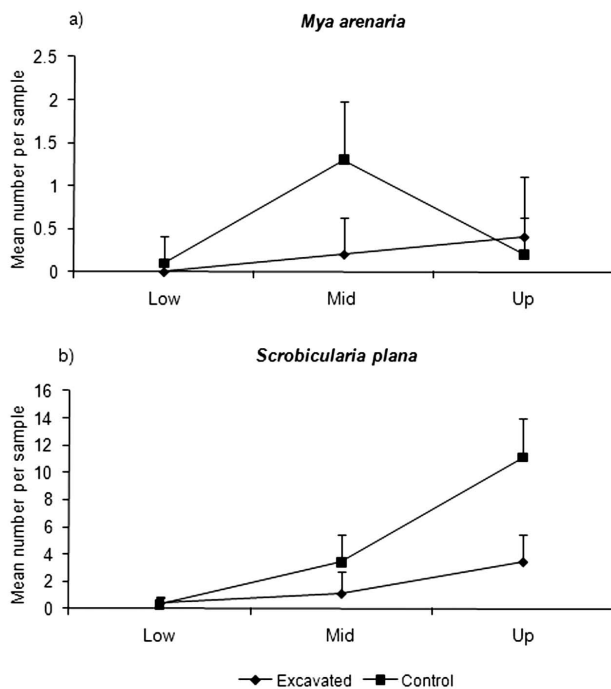 a) Mya arenaria
Mean number per sample
2.5
2
1.5
1
0.5
0
Low Mid Up
b) Scrobicularia plana
Mean number per sample
16
14
12
10
8
6
4
2
0
Low Mid Up
Excavated Control